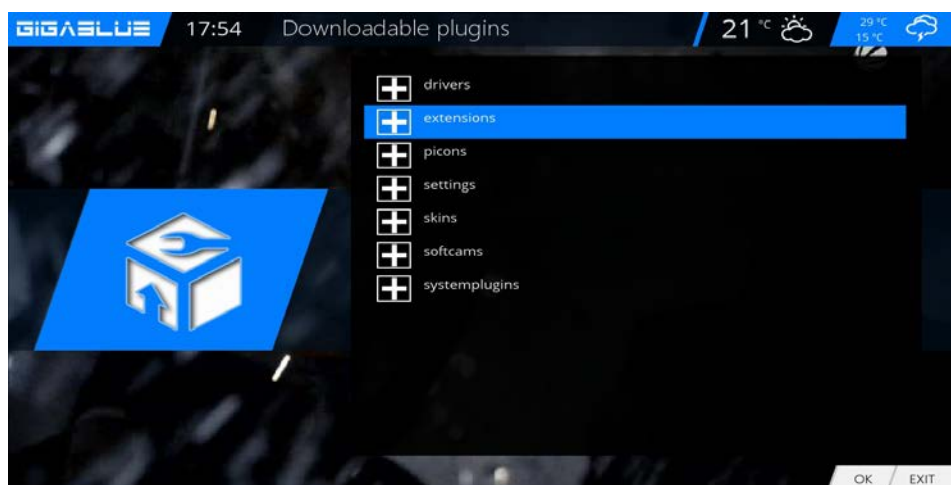 GIGABLUE 17:54 Downloadable plugins 21 °C 29 °C
15 °C
drivers
extensions
picons
settings
skins
softcams
systemplugins
OK EXIT